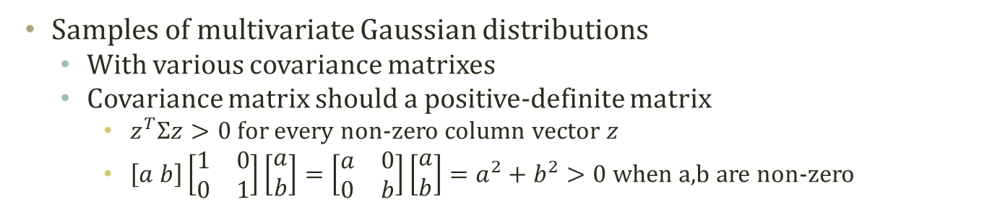 • Samples of multivariate Gaussian distributions
• With various covariance matrixes
• Covariance matrix should a positive-definite matrix
• $z^T \Sigma z > 0$ for every non-zero column vector $z$
• $[a\ b]\begin{bmatrix}1 & 0\\0 & 1\end{bmatrix}\begin{bmatrix}a\\b\end{bmatrix} = \begin{bmatrix}a & 0\\0 & b\end{bmatrix}\begin{bmatrix}a\\b\end{bmatrix} = a^2 + b^2 > 0$ when a,b are non-zero